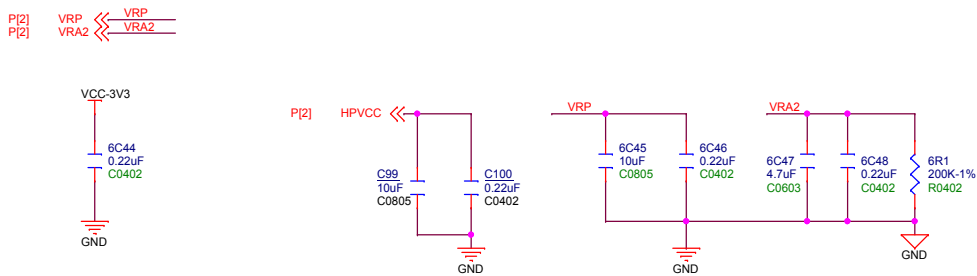 P[2] VRP VRP
P[2] VRA2 VRA2
VCC-3V3
P[2] HPVCC
VRP
VRA2
6C44
0.22uF
C0402
6C45
10uF
C0805
6C46
0.22uF
C0402
6C47
4.7uF
C0603
6C48
0.22uF
C0402
6R1
200K-1%
R0402
C99
10uF
C0805
C100
0.22uF
C0402
GND
GND
GND
GND